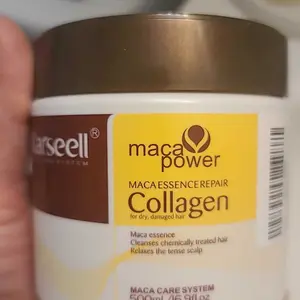 arseell®
maca
power
MACA ESSENCE REPAIR
Collagen
for dry, damaged hair
Maca essence
Cleanses chemically treated hair
Relaxes the tense scalp
MACA CARE SYSTEM
500ml